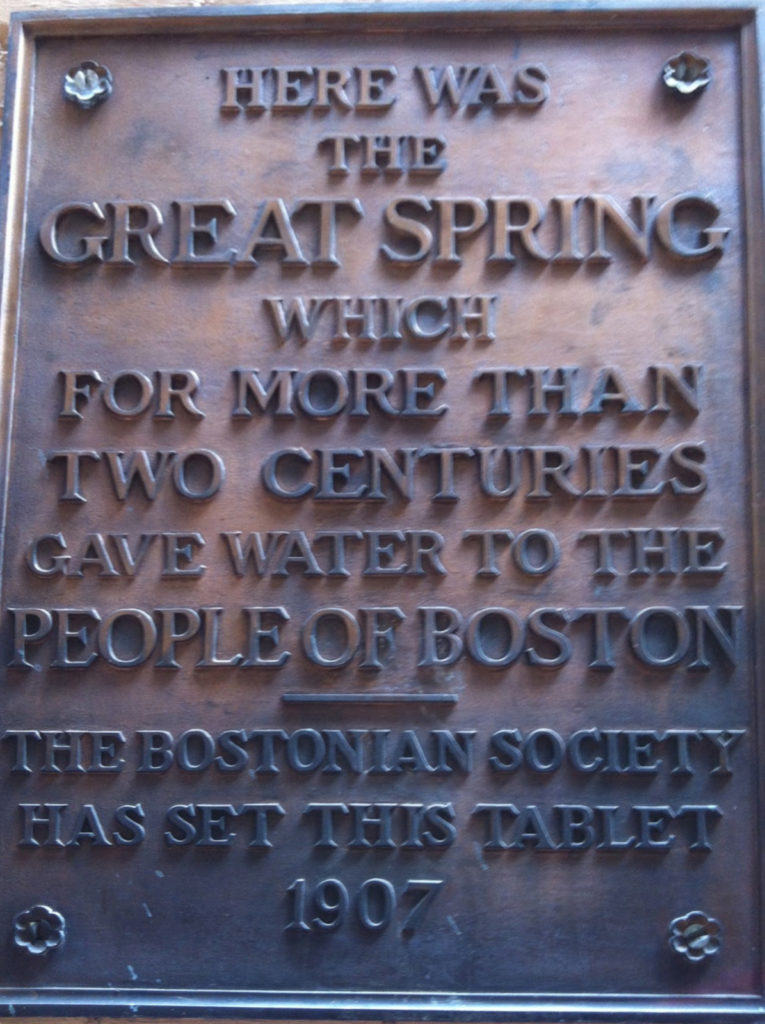 HERE WAS
THE
GREAT SPRING
WHICH
FOR MORE THAN
TWO CENTURIES
GAVE WATER TO THE
PEOPLE OF BOSTON
THE BOSTONIAN SOCIETY
HAS SET THIS TABLET
1907